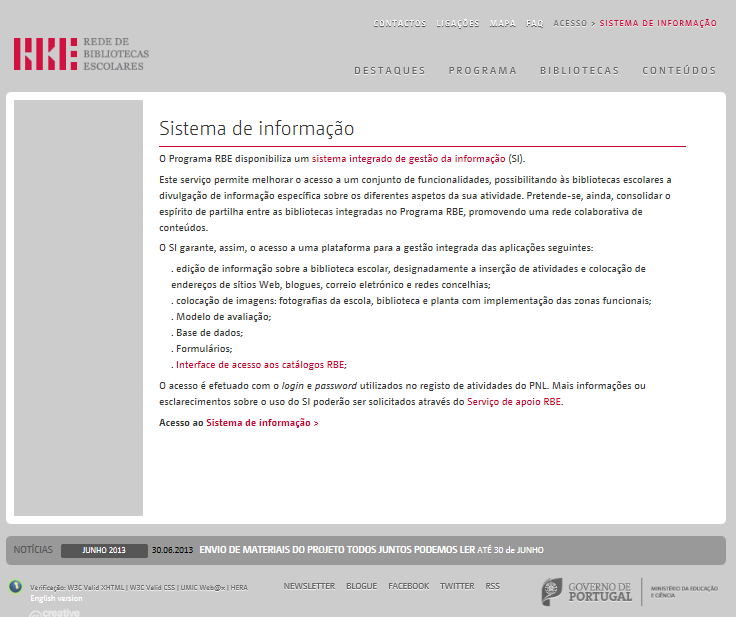 CONTACTOS LIGAÇÕES MAPA FAQ ACESSO > SISTEMA DE INFORMAÇÃO
RBE REDE DE
BIBLIOTECAS
ESCOLARES
DESTAQUES PROGRAMA BIBLIOTECAS CONTEÚDOS
Sistema de informação
O Programa RBE disponibiliza um sistema integrado de gestão da informação (SI).
Este serviço permite melhorar o acesso a um conjunto de funcionalidades, possibilitando às bibliotecas escolares a
divulgação de informação específica sobre os diferentes aspetos da sua atividade. Pretende-se, ainda, consolidar o
espírito de partilha entre as bibliotecas integradas no Programa RBE, promovendo uma rede colaborativa de
conteúdos.
O SI garante, assim, o acesso a uma plataforma para a gestão integrada das aplicações seguintes:
. edição de informação sobre a biblioteca escolar, designadamente a inserção de atividades e colocação de
endereços de sítios Web, blogues, correio eletrónico e redes concelhias;
. colocação de imagens: fotografias da escola, biblioteca e planta com implementação das zonas funcionais;
. Modelo de avaliação;
. Base de dados;
. Formulários;
. Interface de acesso aos catálogos RBE;
O acesso é efetuado com o login e password utilizados no registo de atividades do PNL. Mais informações ou
esclarecimentos sobre o uso do SI poderão ser solicitados através do Serviço de apoio RBE.
Acesso ao Sistema de informação >
NOTÍCIAS JUNHO 2013 30.06.2013 ENVIO DE MATERIAIS DO PROJETO TODOS JUNTOS PODEMOS LER ATÉ 30 de JUNHO
Verificação: W3C Valid XHTML | W3C Valid CSS | UMIC Web@x | HERA
English version
creative
NEWSLETTER BLOGUE FACEBOOK TWITTER RSS
GOVERNO DE
PORTUGAL
MINISTÉRIO DA EDUCAÇÃO
E CIÊNCIA